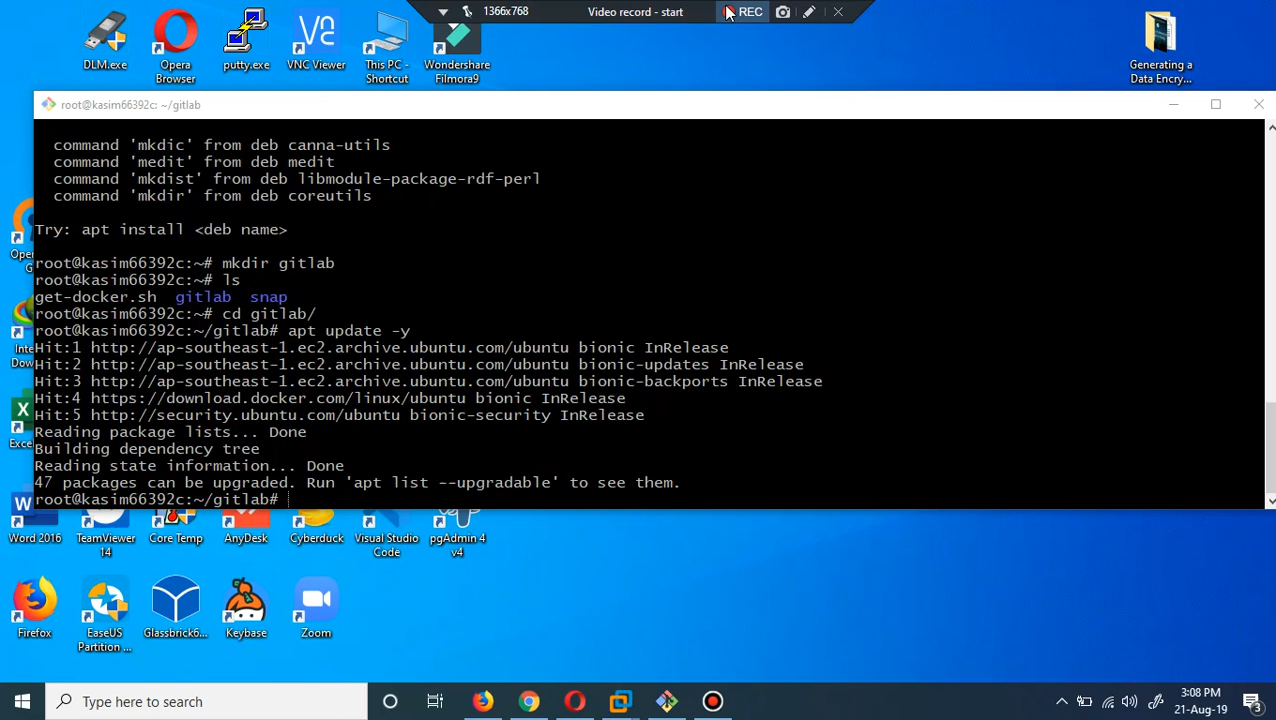 1366x768
Video record - start
REC
DLM.exe
Opera
Browser
putty.exe
VNC Viewer
This PC -
Shortcut
Wondershare
Filmora9
Generating a
Data Encry...
root@kasim66392c: ~/gitlab
command 'mkdic' from deb canna-utils
command 'medit' from deb medit
command 'mkdist' from deb libmodule-package-rdf-perl
command 'mkdir' from deb coreutils
Try: apt install <deb name>
root@kasim66392c:~# mkdir gitlab
root@kasim66392c:~# ls
get-docker.sh  gitlab  snap
root@kasim66392c:~# cd gitlab/
root@kasim66392c:~/gitlab# apt update -y
Hit:1 http://ap-southeast-1.ec2.archive.ubuntu.com/ubuntu bionic InRelease
Hit:2 http://ap-southeast-1.ec2.archive.ubuntu.com/ubuntu bionic-updates InRelease
Hit:3 http://ap-southeast-1.ec2.archive.ubuntu.com/ubuntu bionic-backports InRelease
Hit:4 https://download.docker.com/linux/ubuntu bionic InRelease
Hit:5 http://security.ubuntu.com/ubuntu bionic-security InRelease
Reading package lists... Done
Building dependency tree
Reading state information... Done
47 packages can be upgraded. Run 'apt list --upgradable' to see them.
root@kasim66392c:~/gitlab#
Word 2016
TeamViewer
14
Core Temp
AnyDesk
Cyberduck
Visual Studio
Code
pgAdmin 4
v4
Firefox
EaseUS
Partition ...
Glassbrick6...
Keybase
Zoom
Type here to search
3:08 PM
21-Aug-19
3